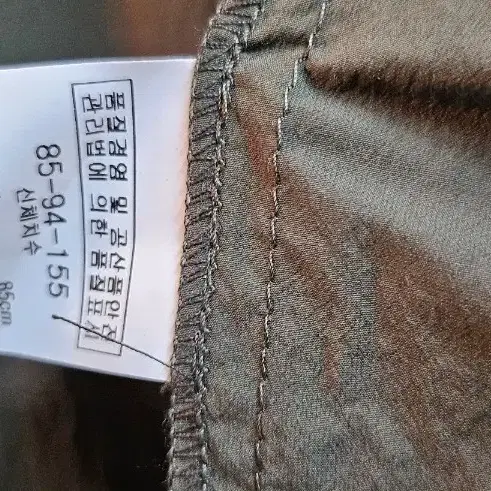 품질경영 및 공산품안전
관리법에 의한 품질표시
85-94-155
신체치수
85cm